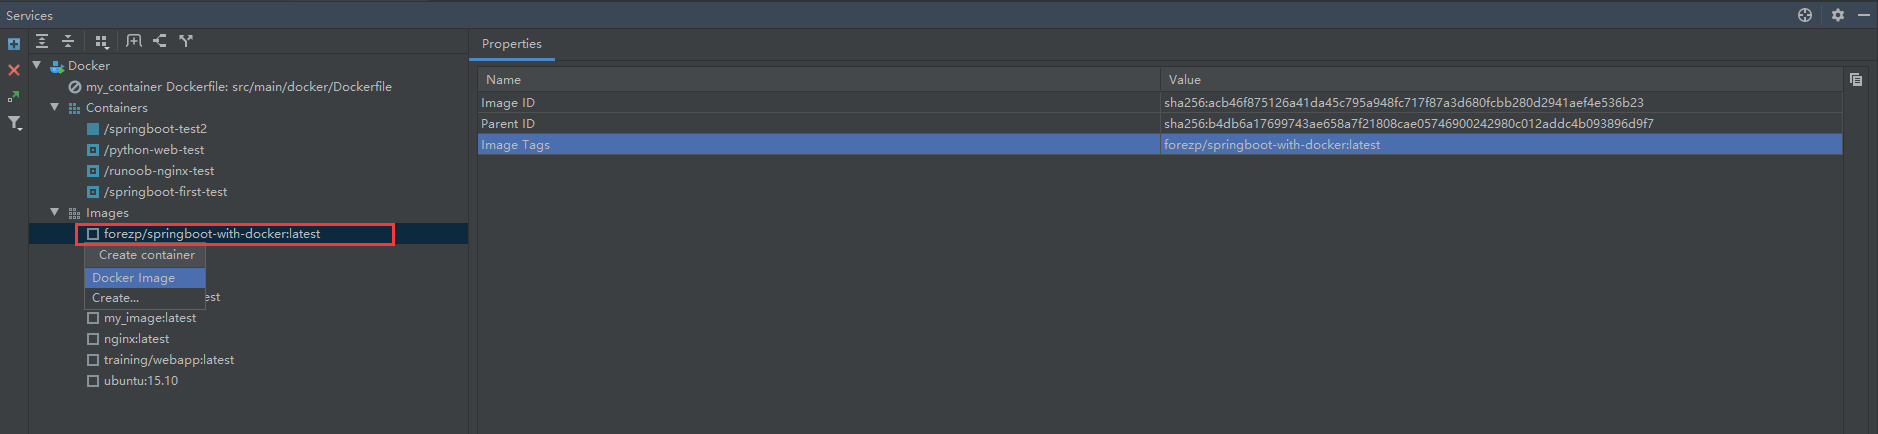 Services
Docker
my_container Dockerfile: src/main/docker/Dockerfile
Containers
/springboot-test2
/python-web-test
/runoob-nginx-test
/springboot-first-test
Images
forezp/springboot-with-docker:latest
Create container
Docker Image
Create...
est
my_image:latest
nginx:latest
training/webapp:latest
ubuntu:15.10
Properties
Name Value
Image ID sha256:acb46f875126a41da45c795a948fc717f87a3d680fcbb280d2941aef4e536b23
Parent ID sha256:b4db6a17699743ae658a7f21808cae05746900242980c012addc4b093896d9f7
Image Tags forezp/springboot-with-docker:latest